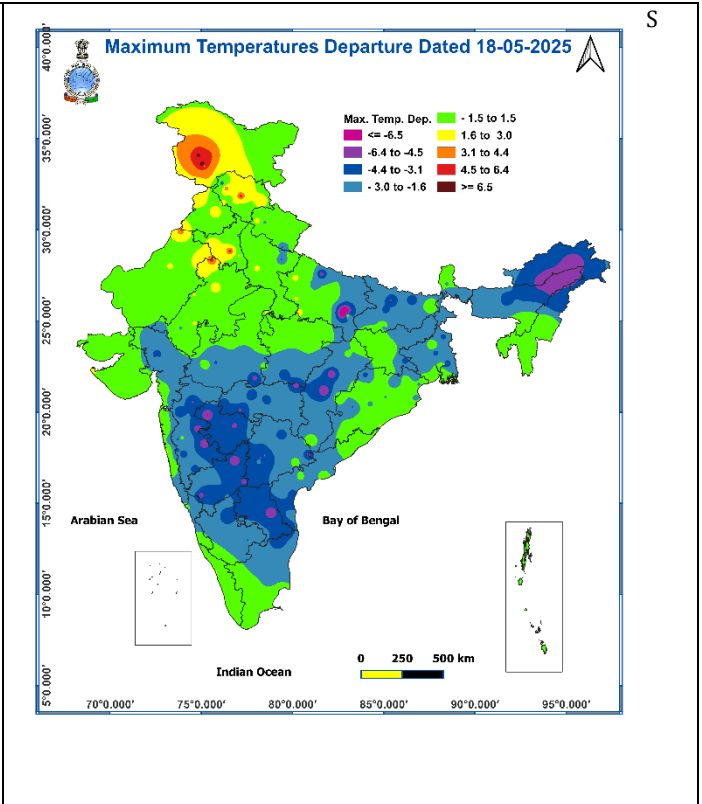 S
Maximum Temperatures Departure Dated 18-05-2025
Max. Temp. Dep.
<= -6.5
-6.4 to -4.5
-4.4 to -3.1
- 3.0 to -1.6
- 1.5 to 1.5
1.6 to 3.0
3.1 to 4.4
4.5 to 6.4
>= 6.5
40°0.000'
35°0.000'
30°0.000'
25°0.000'
20°0.000'
15°0.000'
10°0.000'
5°0.000'
Arabian Sea
Bay of Bengal
Indian Ocean
0 250 500 km
70°0.000' 75°0.000' 80°0.000' 85°0.000' 90°0.000' 95°0.000'